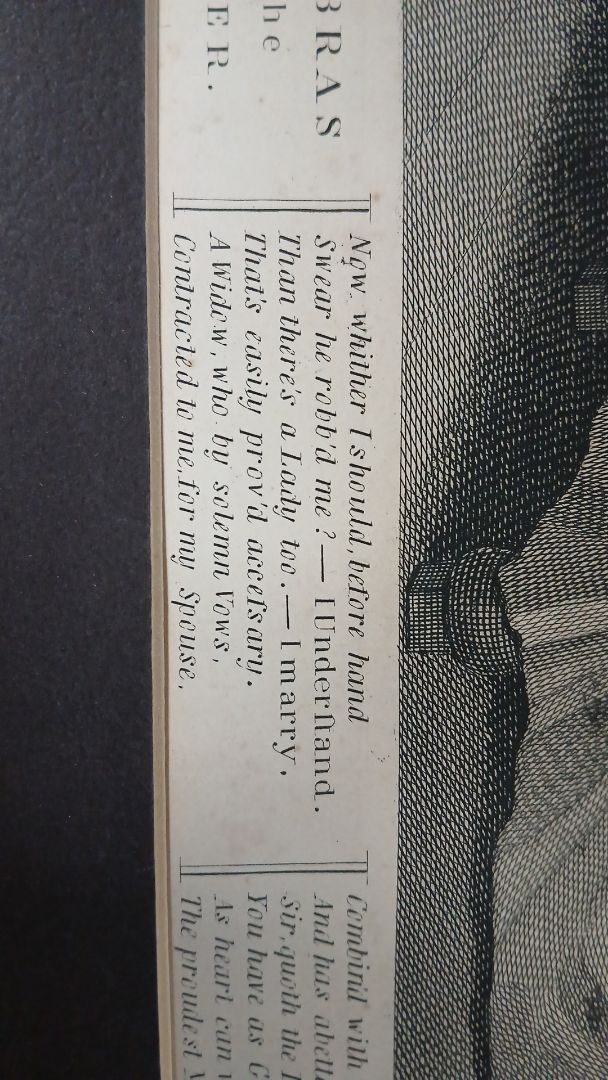 BRAS
he
ER.
Now whither I should, before hand
Swear he robb'd me? — I Underſtand.
Than there's a Lady too. — I marry,
That's easily prov'd acceſsary.
A Widow, who by solemn Vows,
Contracted to me, for my Spouse,
Combin'd with
And has abett
Sir, quoth the
You have as G
As heart can
The proudest